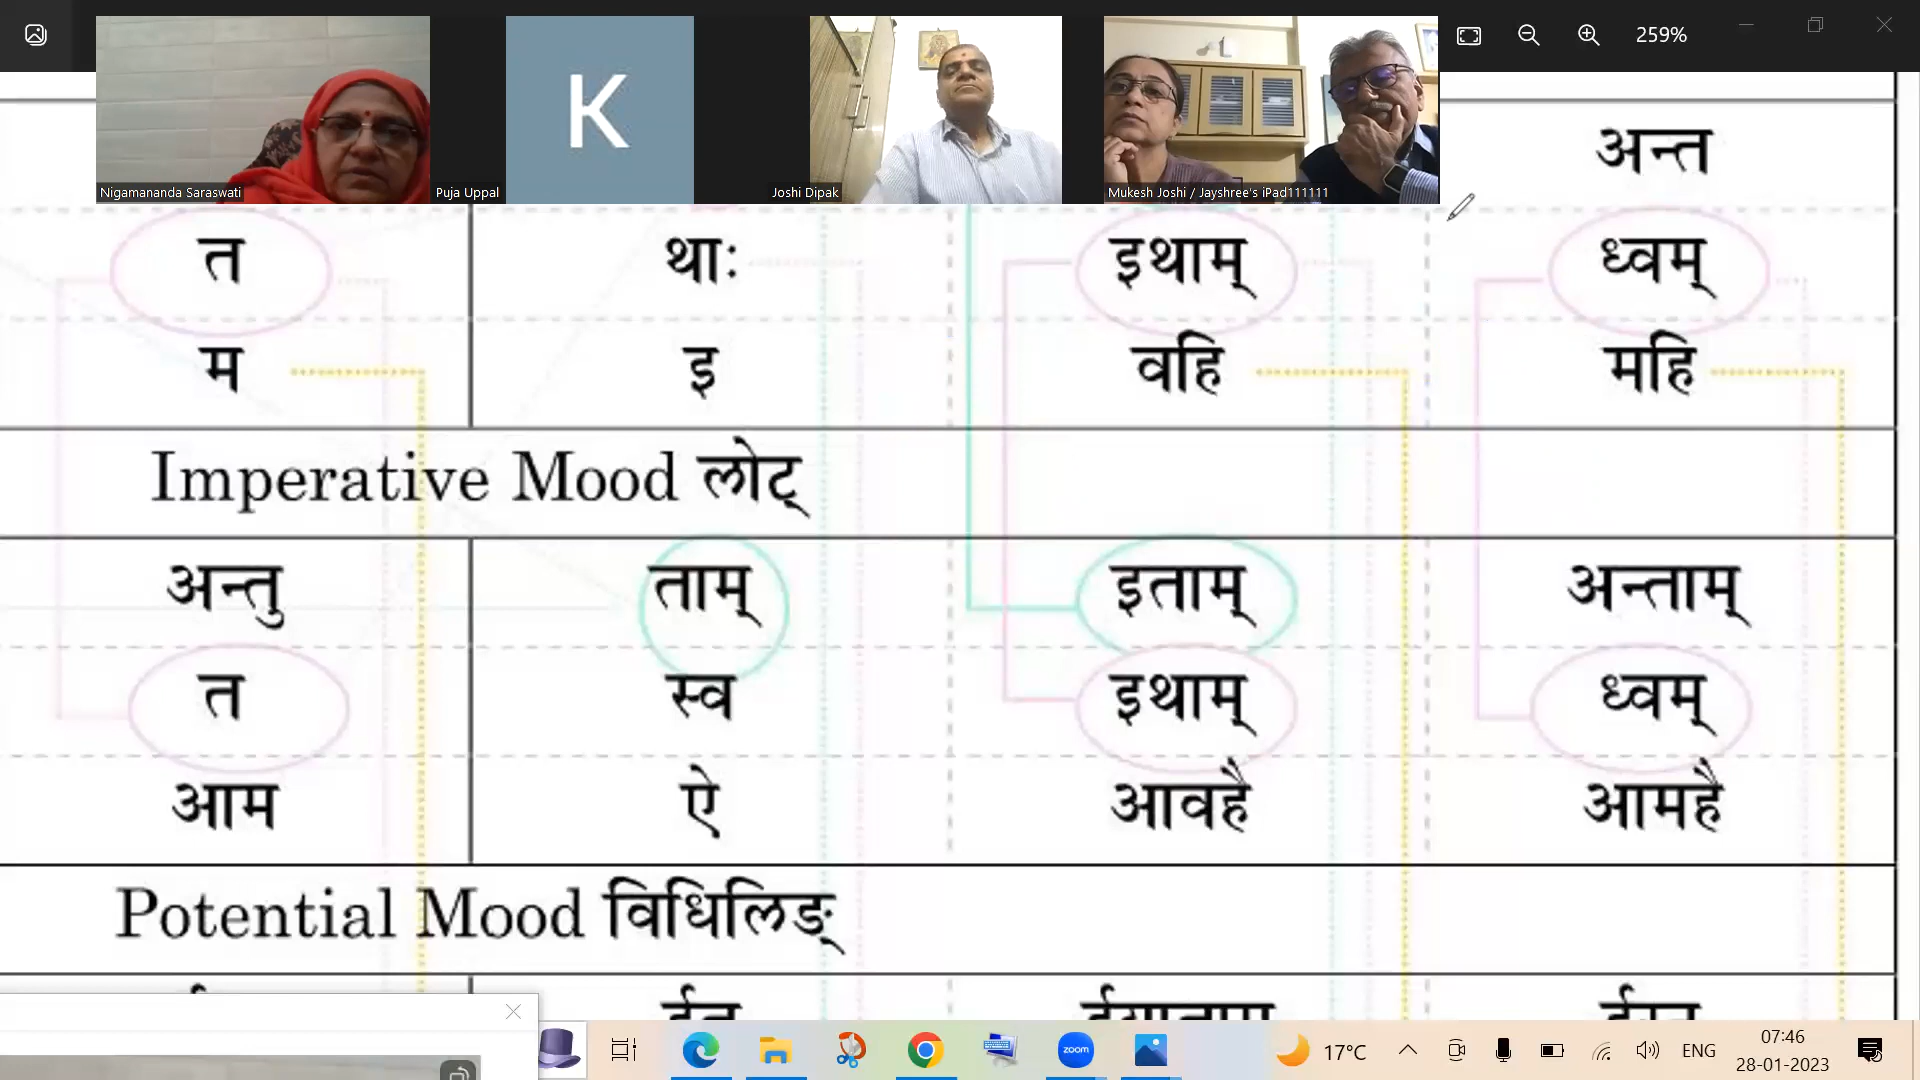 259%
K
Nigamananda Saraswati Puja Uppal Joshi Dipak Mukesh Joshi / Jayshree's iPad111111
अन्त
त थाः इथाम् ध्वम्
म इ वहि महि
Imperative Mood लोट्
अन्तु ताम् इताम् अन्ताम्
त स्व इथाम् ध्वम्
आम ऐ आवहै आमहै
Potential Mood विधिलिङ्
zoom 17°C ENG 07:46
28-01-2023